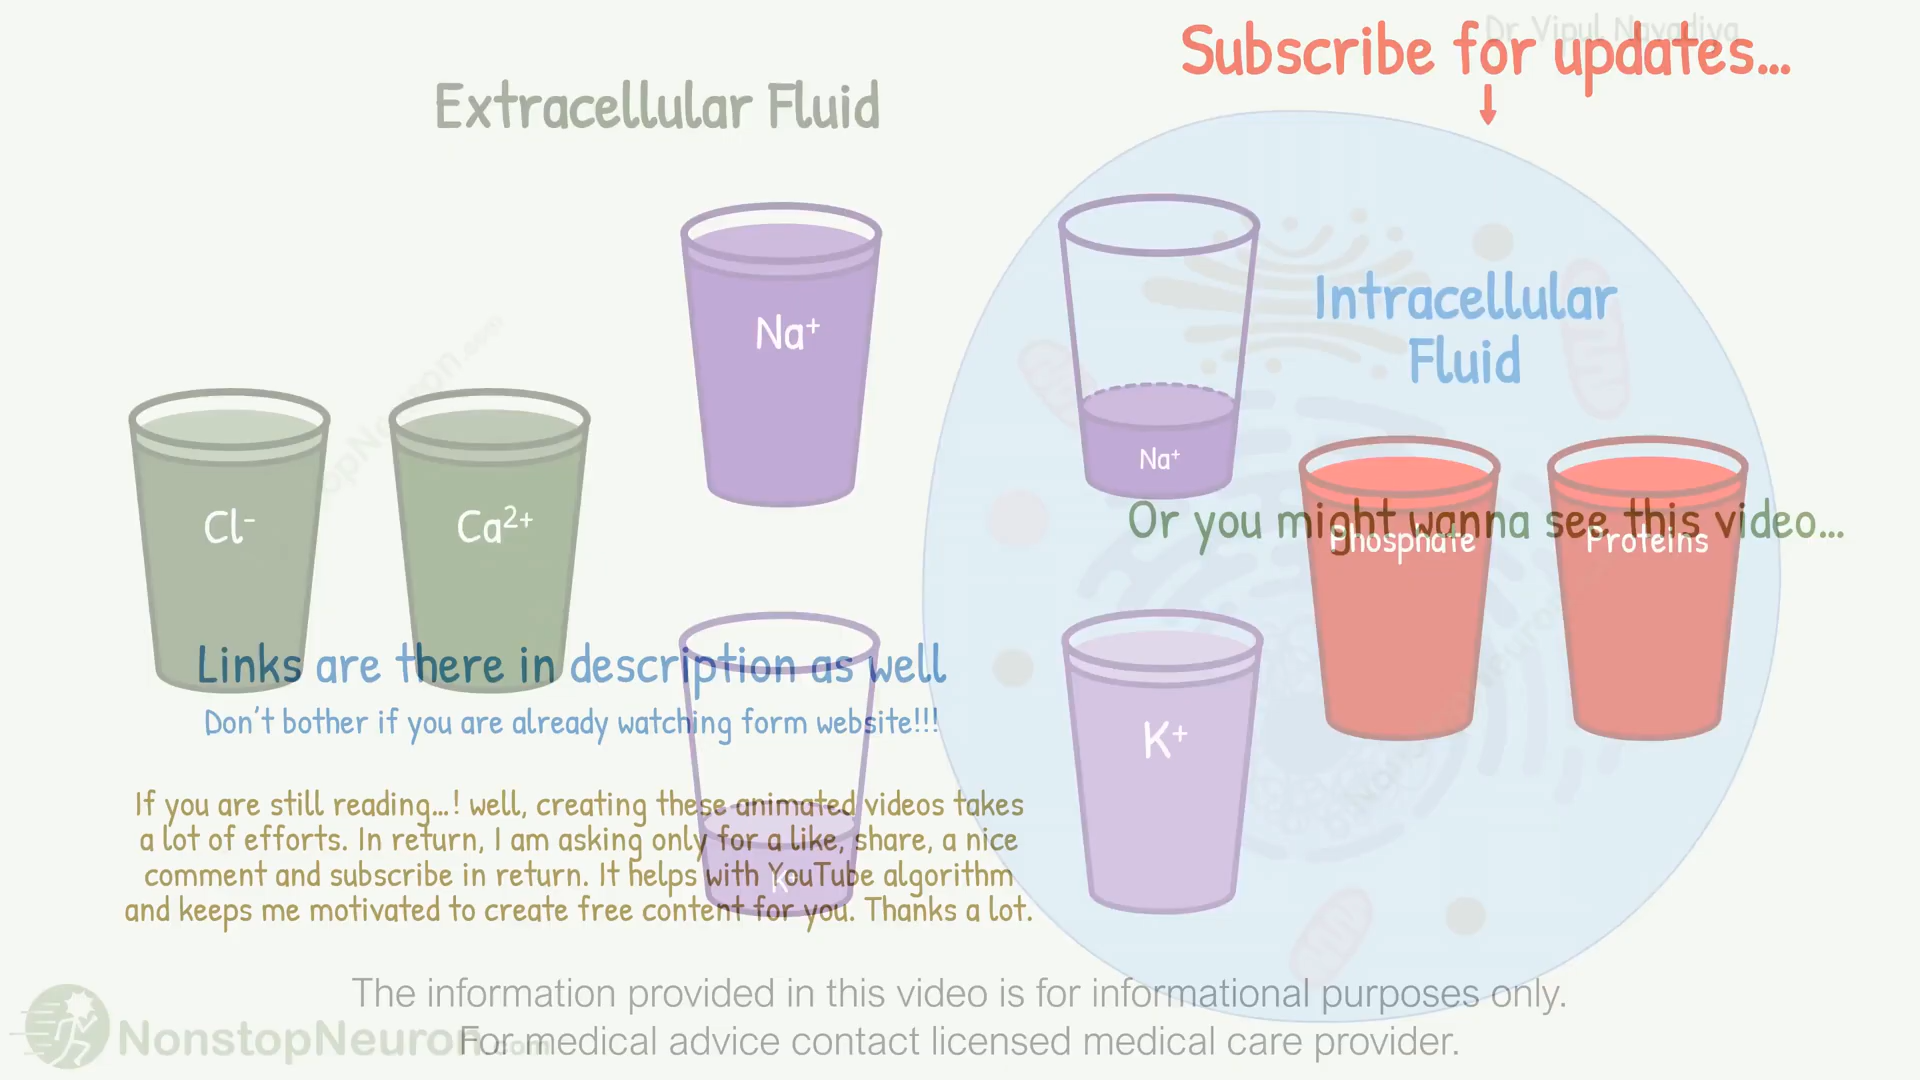 Dr Vipul Navadiya
Subscribe for updates...
Extracellular Fluid
Na⁺
Intracellular
Fluid
Na⁺
Cl⁻
Ca²⁺
Or you might wanna see this video...
Phosphate
Proteins
Links are there in description as well
Don't bother if you are already watching form website!!!
K⁺
If you are still reading...! well, creating these animated videos takes
a lot of efforts. In return, I am asking only for a like, share, a nice
comment and subscribe in return. It helps with YouTube algorithm
and keeps me motivated to create free content for you. Thanks a lot.
K⁺
The information provided in this video is for informational purposes only.
NonstopNeuron.com
For medical advice contact licensed medical care provider.